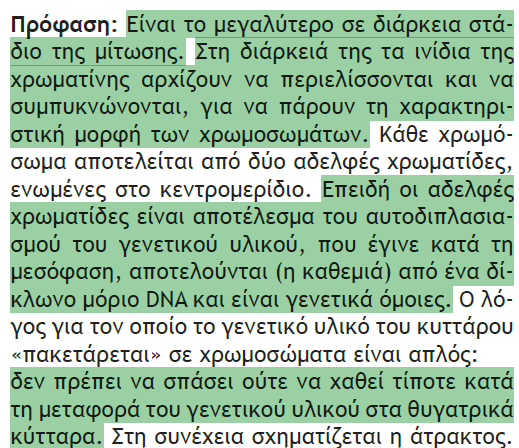 Πρόφαση: Είναι το μεγαλύτερο σε διάρκεια στά-
διο της μίτωσης. Στη διάρκειά της τα ινίδια της
χρωματίνης αρχίζουν να περιελίσσονται και να
συμπυκνώνονται, για να πάρουν τη χαρακτηρι-
στική μορφή των χρωμοσωμάτων. Κάθε χρωμό-
σωμα αποτελείται από δύο αδελφές χρωματίδες,
ενωμένες στο κεντρομερίδιο. Επειδή οι αδελφές
χρωματίδες είναι αποτέλεσμα του αυτοδιπλασια-
σμού του γενετικού υλικού, που έγινε κατά τη
μεσόφαση, αποτελούνται (η καθεμιά) από ένα δί-
κλωνο μόριο DNA και είναι γενετικά όμοιες. Ο λό-
γος για τον οποίο το γενετικό υλικό του κυττάρου
«πακετάρεται» σε χρωμοσώματα είναι απλός:
δεν πρέπει να σπάσει ούτε να χαθεί τίποτε κατά
τη μεταφορά του γενετικού υλικού στα θυγατρικά
κύτταρα. Στη συνέχεια σχηματίζεται η άτρακτος.